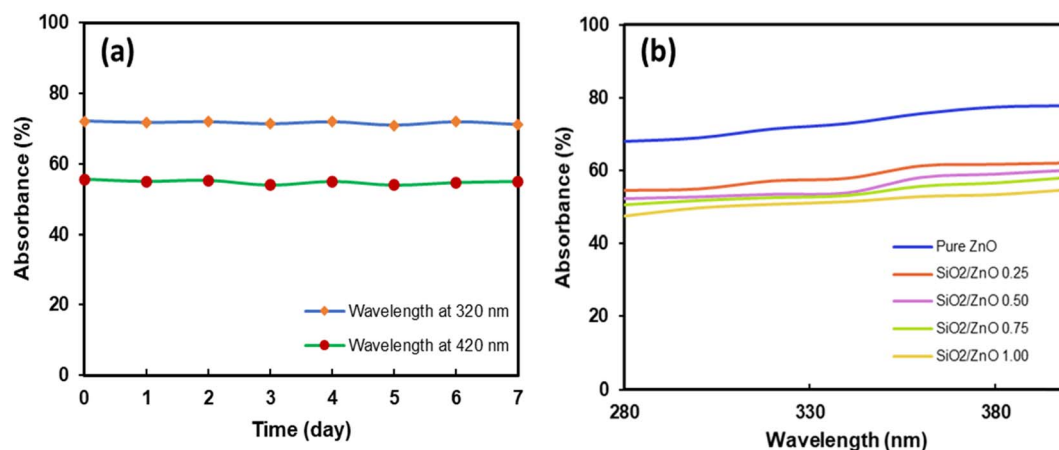 (a)
Absorbance (%)
100
80
60
40
20
0
Wavelength at 320 nm
Wavelength at 420 nm
0 1 2 3 4 5 6 7
Time (day)
(b)
Absorbance (%)
100
80
60
40
20
0
Pure ZnO
SiO2/ZnO 0.25
SiO2/ZnO 0.50
SiO2/ZnO 0.75
SiO2/ZnO 1.00
280 330 380
Wavelength (nm)